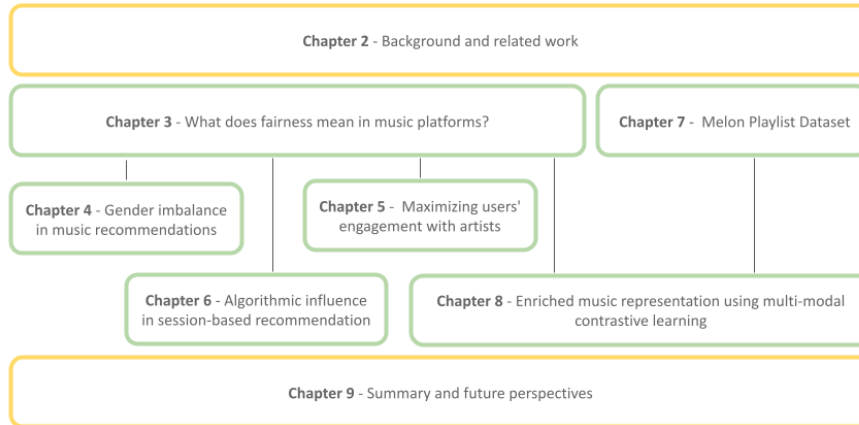 Chapter 2 - Background and related work
Chapter 3 - What does fairness mean in music platforms?
Chapter 7 - Melon Playlist Dataset
Chapter 4 - Gender imbalance
in music recommendations
Chapter 5 - Maximizing users'
engagement with artists
Chapter 6 - Algorithmic influence
in session-based recommendation
Chapter 8 - Enriched music representation using multi-modal
contrastive learning
Chapter 9 - Summary and future perspectives